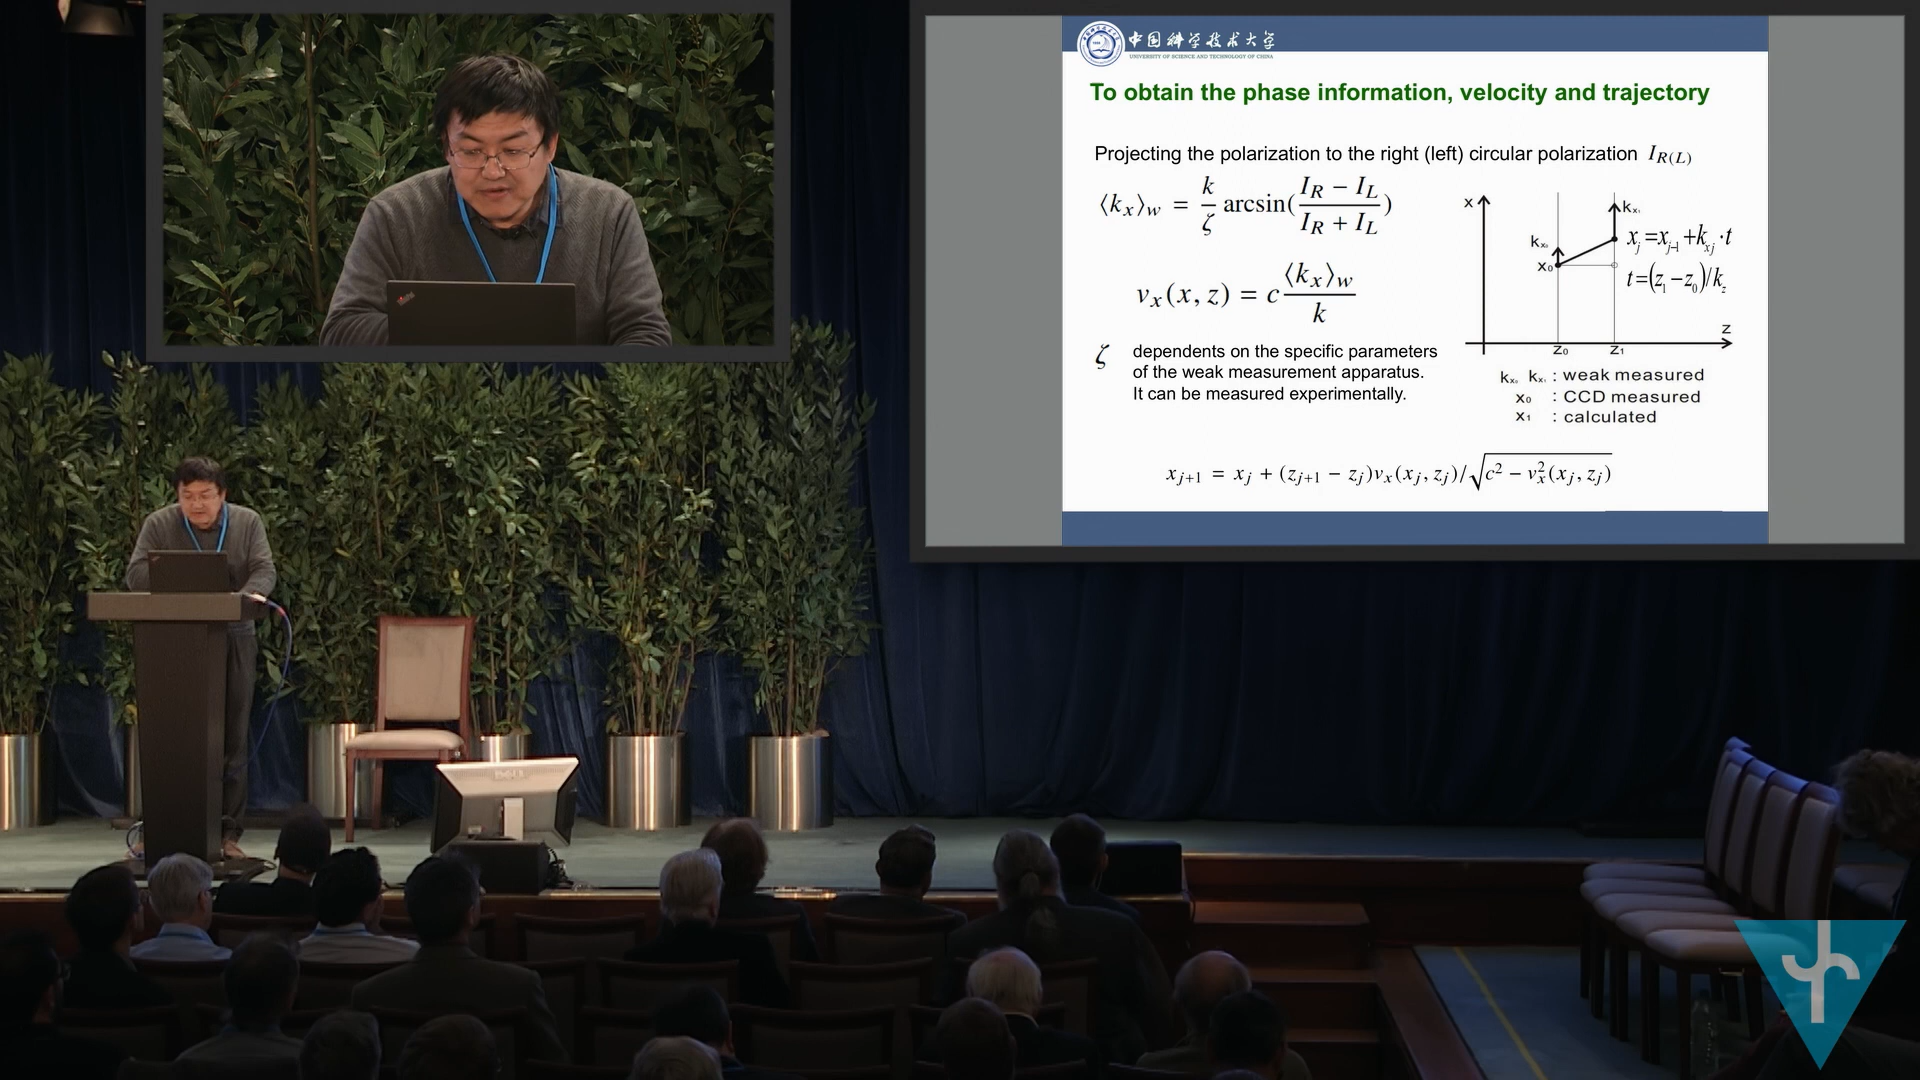 中国科学技术大学
UNIVERSITY OF SCIENCE AND TECHNOLOGY OF CHINA
To obtain the phase information, velocity and trajectory
Projecting the polarization to the right (left) circular polarization I_{R(L)}
⟨k_x⟩_w = k/ζ arcsin((I_R − I_L)/(I_R + I_L))
v_x(x, z) = c ⟨k_x⟩_w / k
ζ dependents on the specific parameters
of the weak measurement apparatus.
It can be measured experimentally.
x
k_{x₁}
k_{x₀}
x_j = x_{j-1} + k_{xj} · t
x₀
t = (z₁ − z₀)/k_z
z
z₀ z₁
k_{x₀} k_{x₁} : weak measured
x₀ : CCD measured
x₁ : calculated
x_{j+1} = x_j + (z_{j+1} − z_j)v_x(x_j, z_j)/√(c² − v_x²(x_j, z_j))